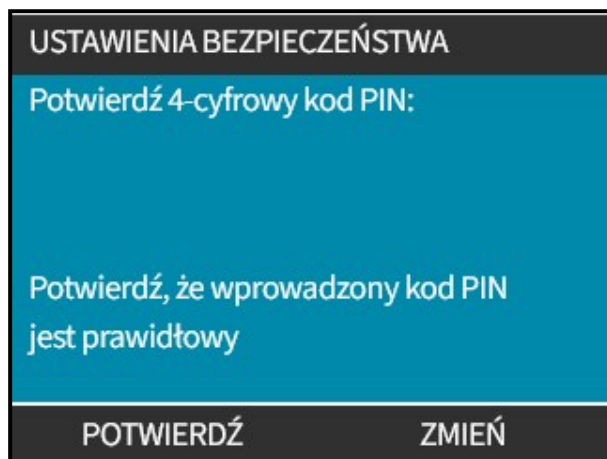 USTAWIENIA BEZPIECZEŃSTWA
Potwierdź 4-cyfrowy kod PIN:
Potwierdź, że wprowadzony kod PIN
jest prawidłowy
POTWIERDŹ ZMIEŃ